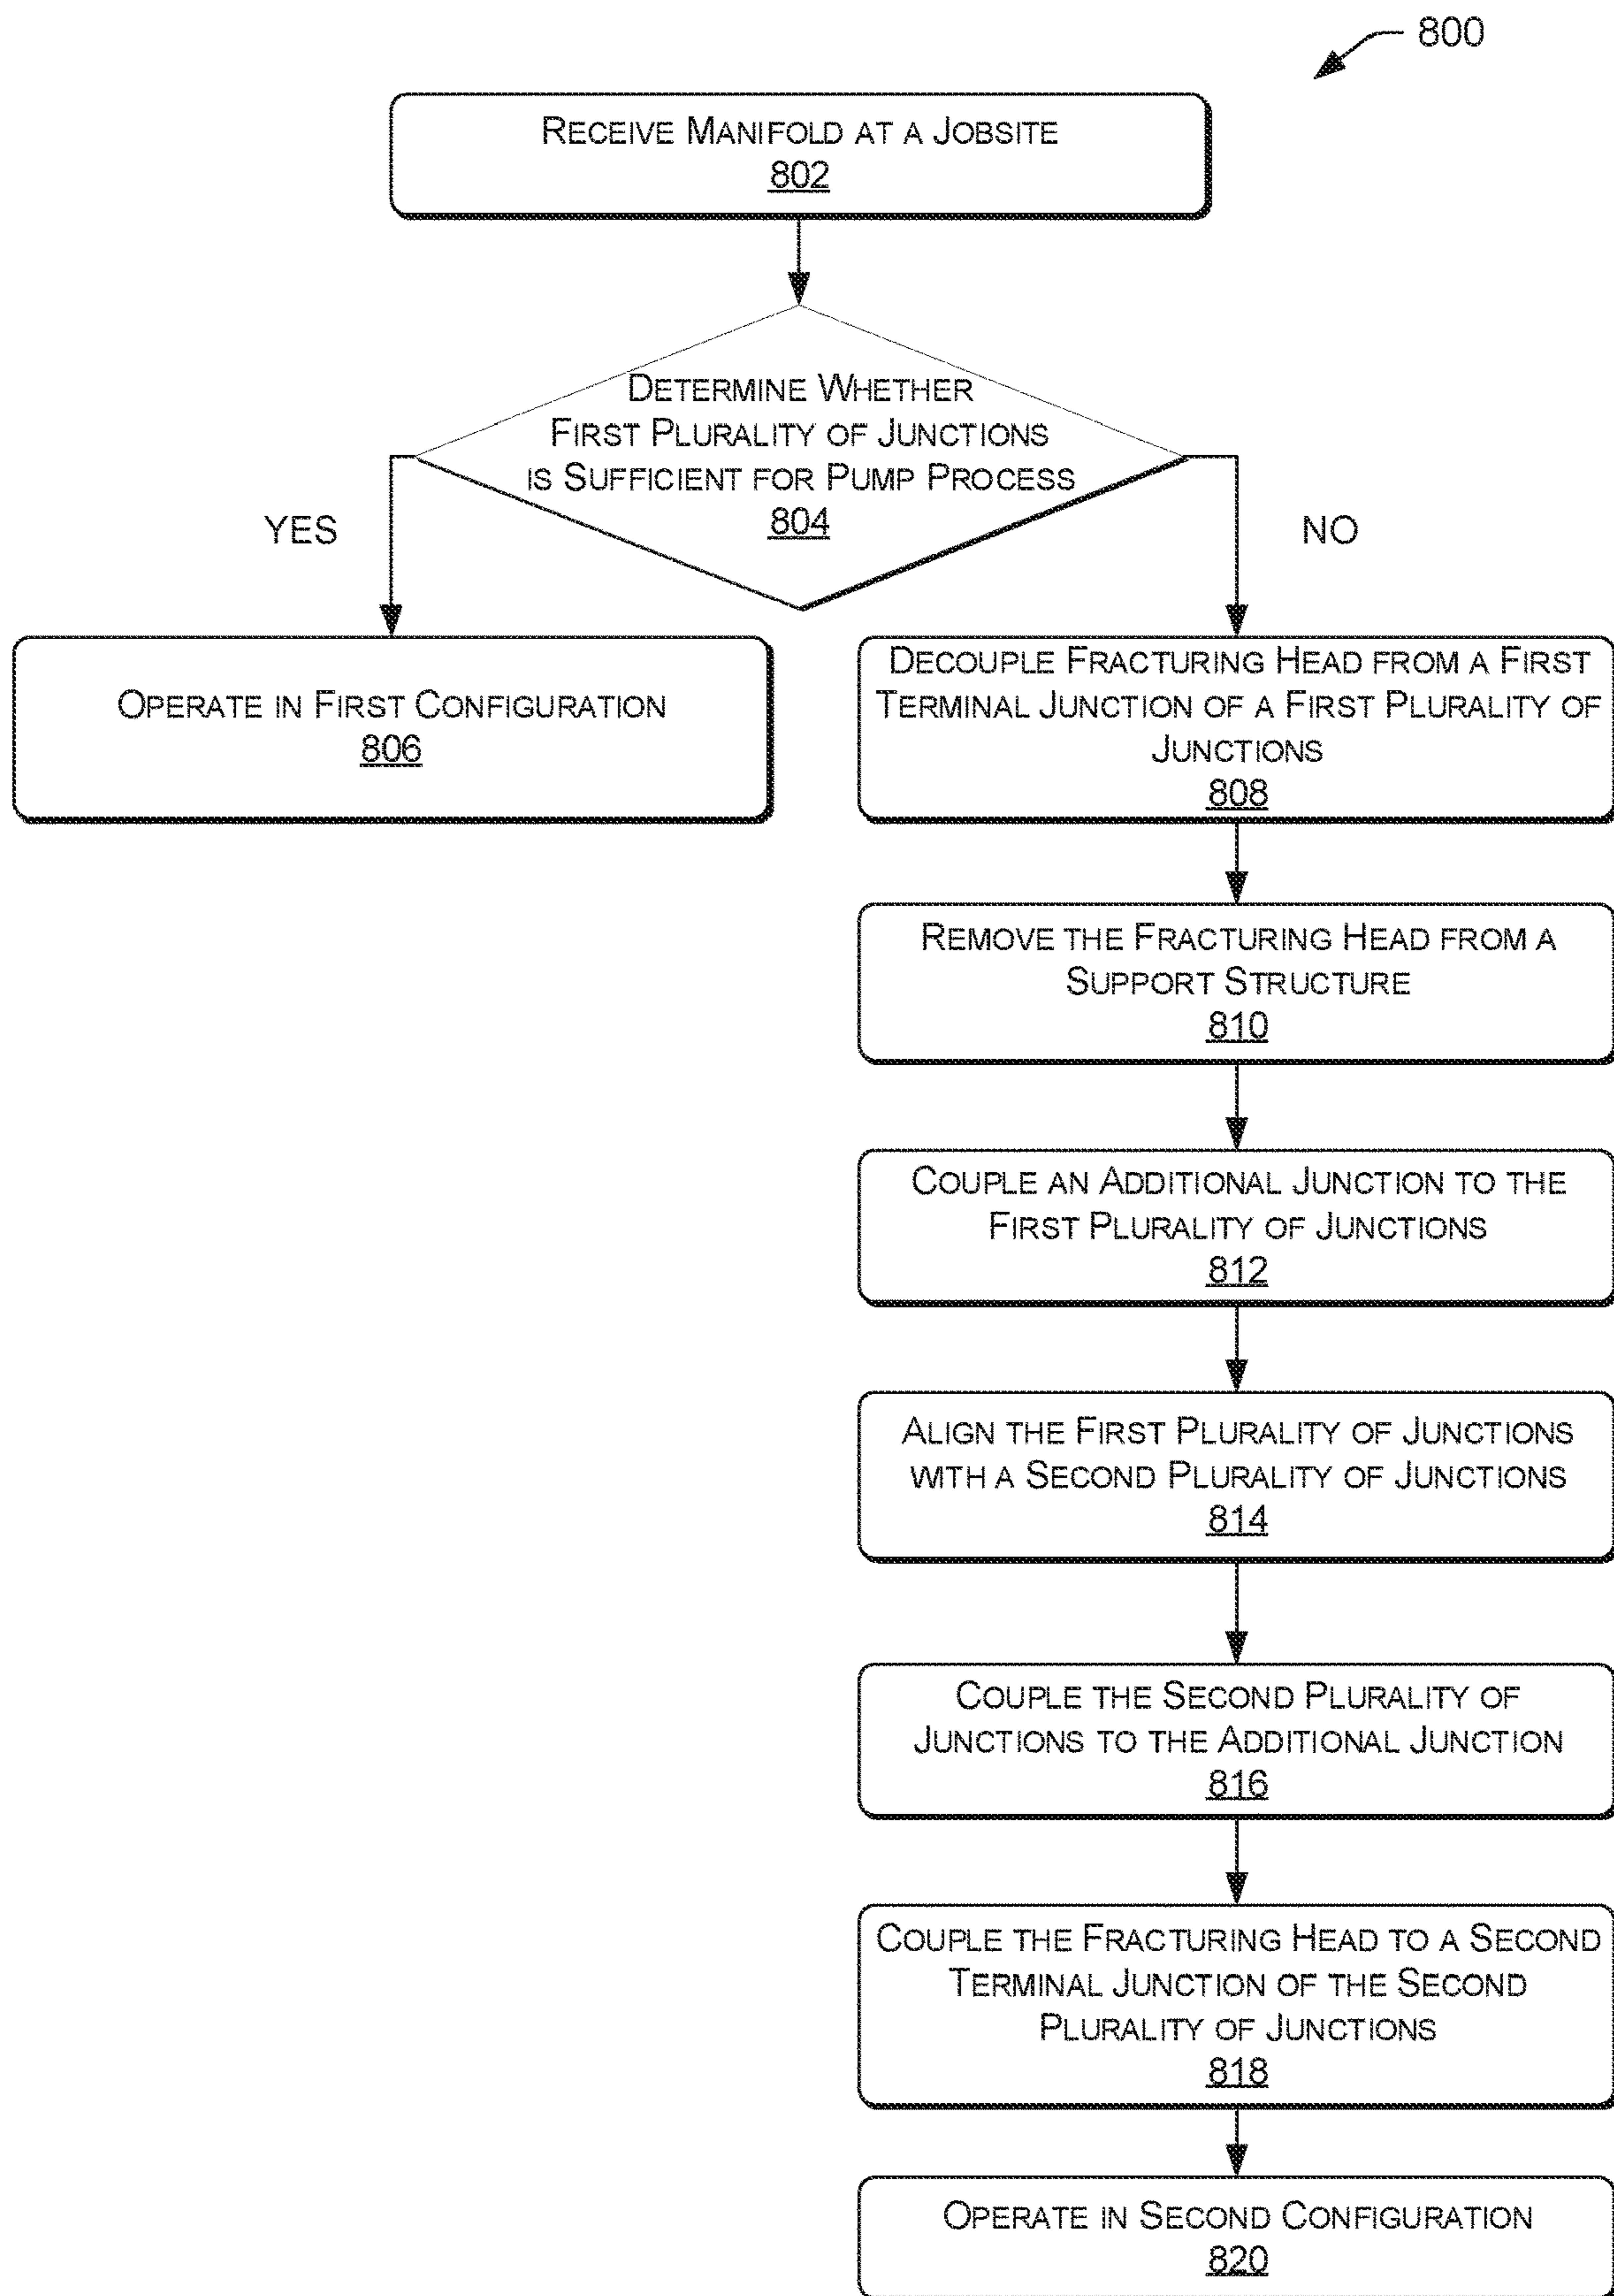 800
RECEIVE MANIFOLD AT A JOBSITE
802
DETERMINE WHETHER
FIRST PLURALITY OF JUNCTIONS
IS SUFFICIENT FOR PUMP PROCESS
804
YES
NO
OPERATE IN FIRST CONFIGURATION
806
DECOUPLE FRACTURING HEAD FROM A FIRST
TERMINAL JUNCTION OF A FIRST PLURALITY OF
JUNCTIONS
808
REMOVE THE FRACTURING HEAD FROM A
SUPPORT STRUCTURE
810
COUPLE AN ADDITIONAL JUNCTION TO THE
FIRST PLURALITY OF JUNCTIONS
812
ALIGN THE FIRST PLURALITY OF JUNCTIONS
WITH A SECOND PLURALITY OF JUNCTIONS
814
COUPLE THE SECOND PLURALITY OF
JUNCTIONS TO THE ADDITIONAL JUNCTION
816
COUPLE THE FRACTURING HEAD TO A SECOND
TERMINAL JUNCTION OF THE SECOND
PLURALITY OF JUNCTIONS
818
OPERATE IN SECOND CONFIGURATION
820